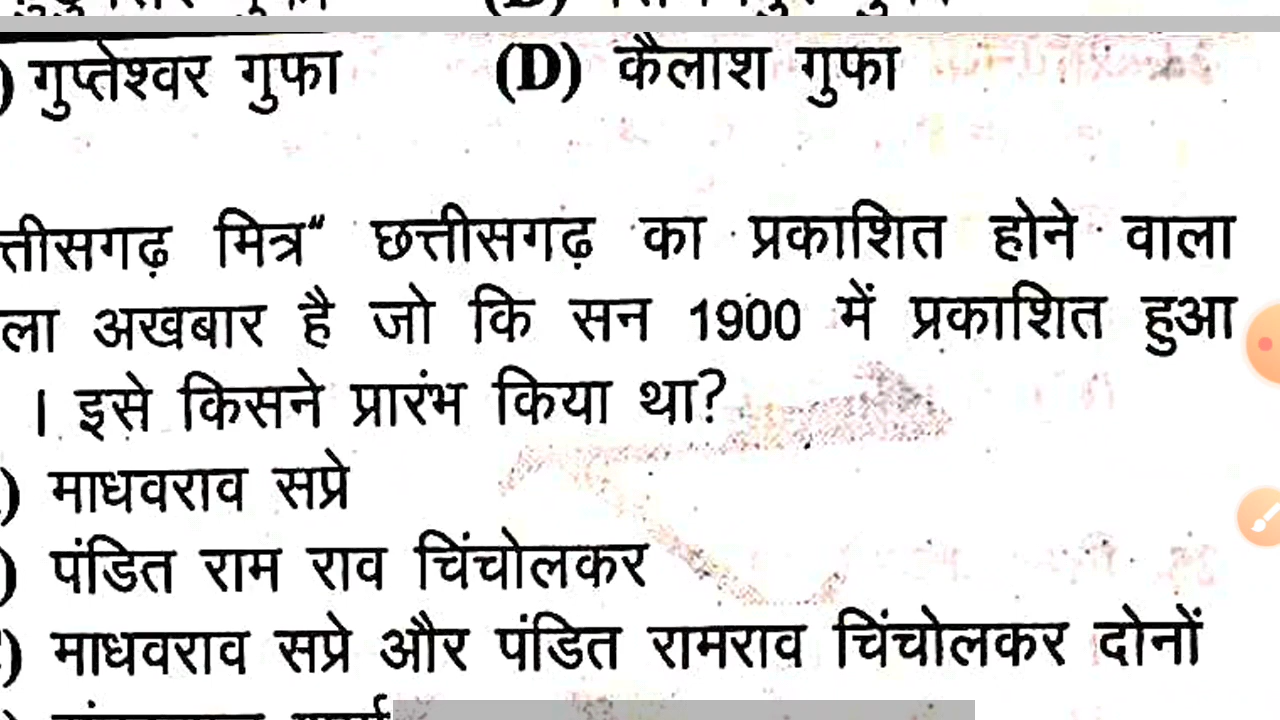 ) गुप्तेश्वर गुफा (D) कैलाश गुफा
त्तीसगढ़ मित्र“ छत्तीसगढ़ का प्रकाशित होने वाला
ला अखबार है जो कि सन 1900 में प्रकाशित हुआ
। इसे किसने प्रारंभ किया था?
) माधवराव सप्रे
) पंडित राम राव चिंचोलकर
) माधवराव सप्रे और पंडित रामराव चिंचोलकर दोनों